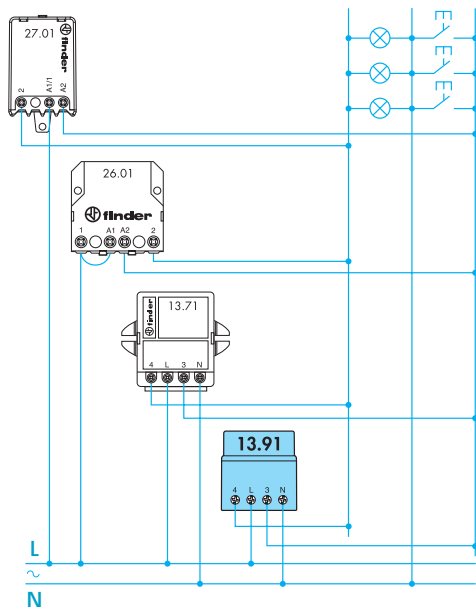 27.01
finder
2
A1/1
A2
26.01
finder
1 A1 A2 2
finder
13.71
4 L 3 N
13.91
4 L 3 N
L
~
N